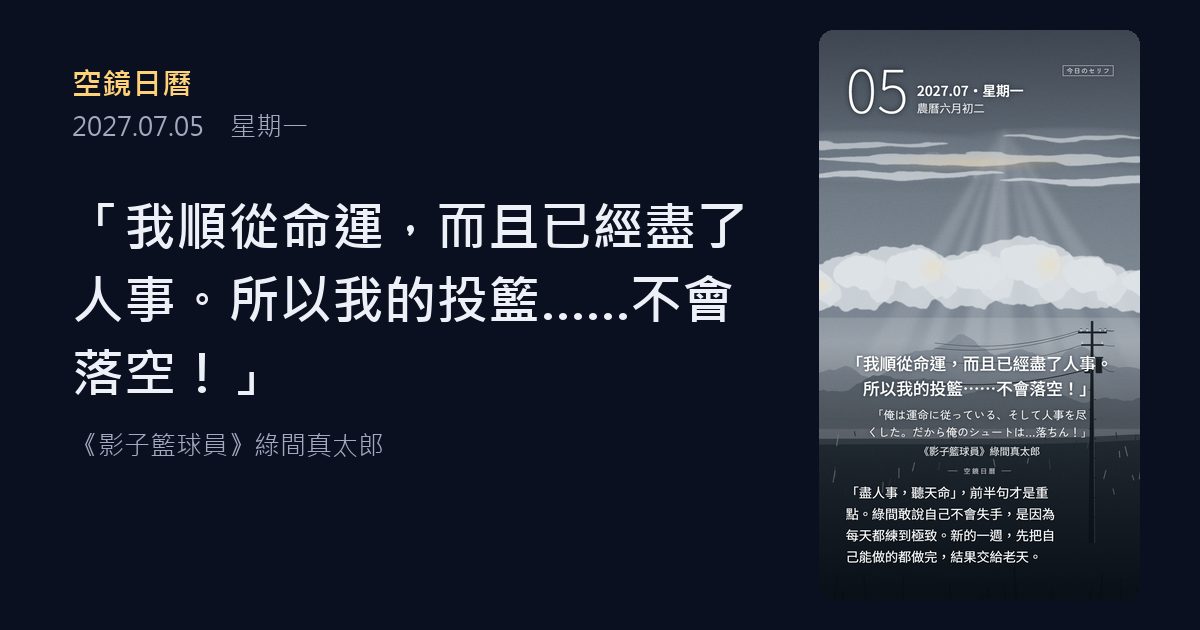 空鏡日曆
2027.07.05 星期一
「我順從命運，而且已經盡了
人事。所以我的投籃……不會
落空！」
《影子籃球員》綠間真太郎
今日のセリフ
05
2027.07・星期一
農曆六月初二
「我順從命運，而且已經盡了人事。
所以我的投籃……不會落空！」
「俺は運命に従っている、そして人事を尽
くした。だから俺のシュートは…落ちん！」
《影子籃球員》綠間真太郎
— 空鏡日曆 —
「盡人事，聽天命」，前半句才是重
點。綠間敢說自己不會失手，是因為
每天都練到極致。新的一週，先把自
己能做的都做完，結果交給老天。